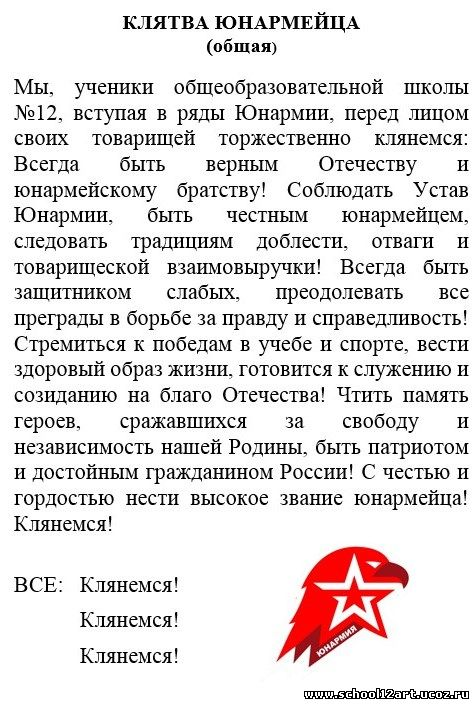 КЛЯТВА ЮНАРМЕЙЦА
(общая)
Мы, ученики общеобразовательной школы
№12, вступая в ряды Юнармии, перед лицом
своих товарищей торжественно клянемся:
Всегда быть верным Отечеству и
юнармейскому братству! Соблюдать Устав
Юнармии, быть честным юнармейцем,
следовать традициям доблести, отваги и
товарищеской взаимовыручки! Всегда быть
защитником слабых, преодолевать все
преграды в борьбе за правду и справедливость!
Стремиться к победам в учебе и спорте, вести
здоровый образ жизни, готовится к служению и
созиданию на благо Отечества! Чтить память
героев, сражавшихся за свободу и
независимость нашей Родины, быть патриотом
и достойным гражданином России! С честью и
гордостью нести высокое звание юнармейца!
Клянемся!
ВСЕ: Клянемся!
Клянемся!
Клянемся!
ЮНАРМИЯ
www.school12art.ucoz.ru